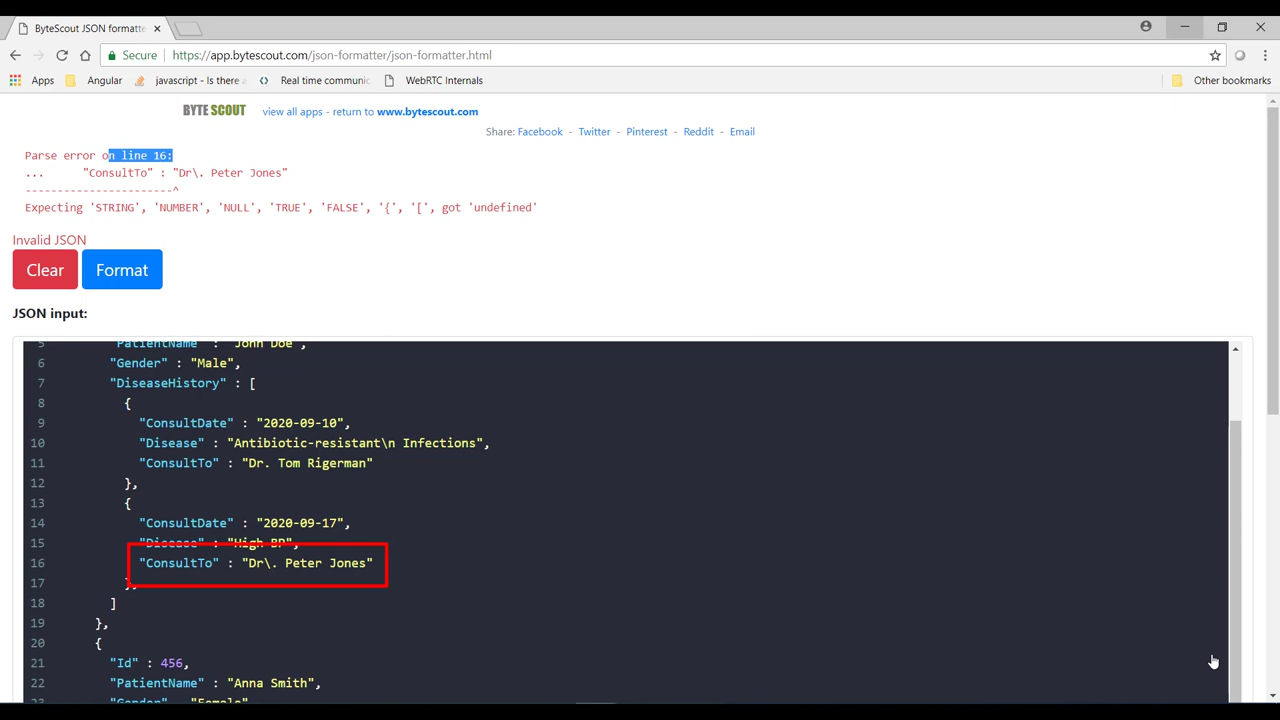 ByteScout JSON formatte
Secure https://app.bytescout.com/json-formatter/json-formatter.html
Apps Angular javascript - Is there a Real time communic WebRTC Internals Other bookmarks
BYTE SCOUT view all apps - return to www.bytescout.com
Share: Facebook - Twitter - Pinterest - Reddit - Email
Parse error on line 16:
... "ConsultTo" : "Dr\. Peter Jones"
-----------------------^
Expecting 'STRING', 'NUMBER', 'NULL', 'TRUE', 'FALSE', '{', '[', got 'undefined'
Invalid JSON
Clear Format
JSON input:
5 "PatientName" : "John Doe",
6 "Gender" : "Male",
7 "DiseaseHistory" : [
8 {
9 "ConsultDate" : "2020-09-10",
10 "Disease" : "Antibiotic-resistant\n Infections",
11 "ConsultTo" : "Dr. Tom Rigerman"
12 },
13 {
14 "ConsultDate" : "2020-09-17",
15 "Disease" : "High BP",
16 "ConsultTo" : "Dr\. Peter Jones"
17 },
18 ]
19 },
20 {
21 "Id" : 456,
22 "PatientName" : "Anna Smith",
23 "Gender" : "Female"